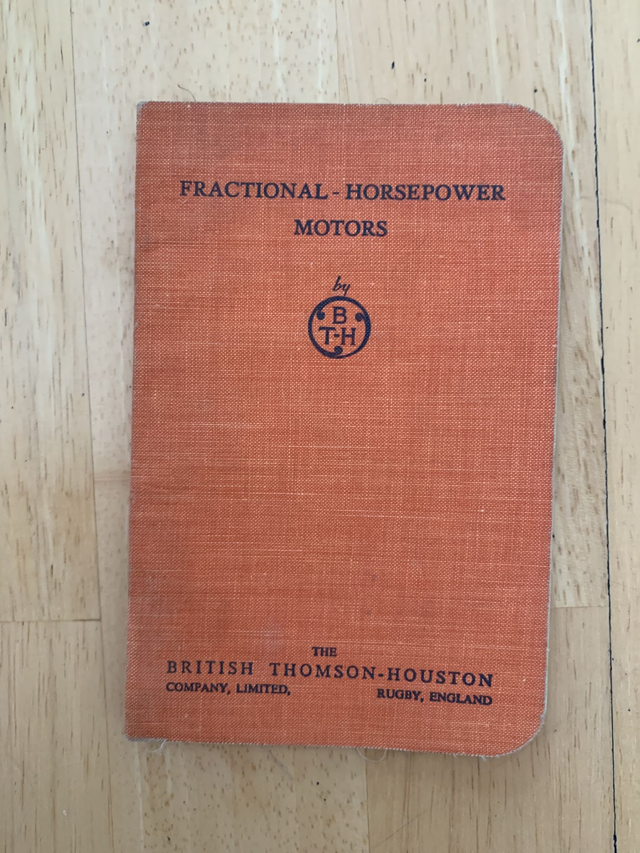 FRACTIONAL-HORSEPOWER
MOTORS
by
B
T-H
THE
BRITISH THOMSON-HOUSTON
COMPANY, LIMITED, RUGBY, ENGLAND